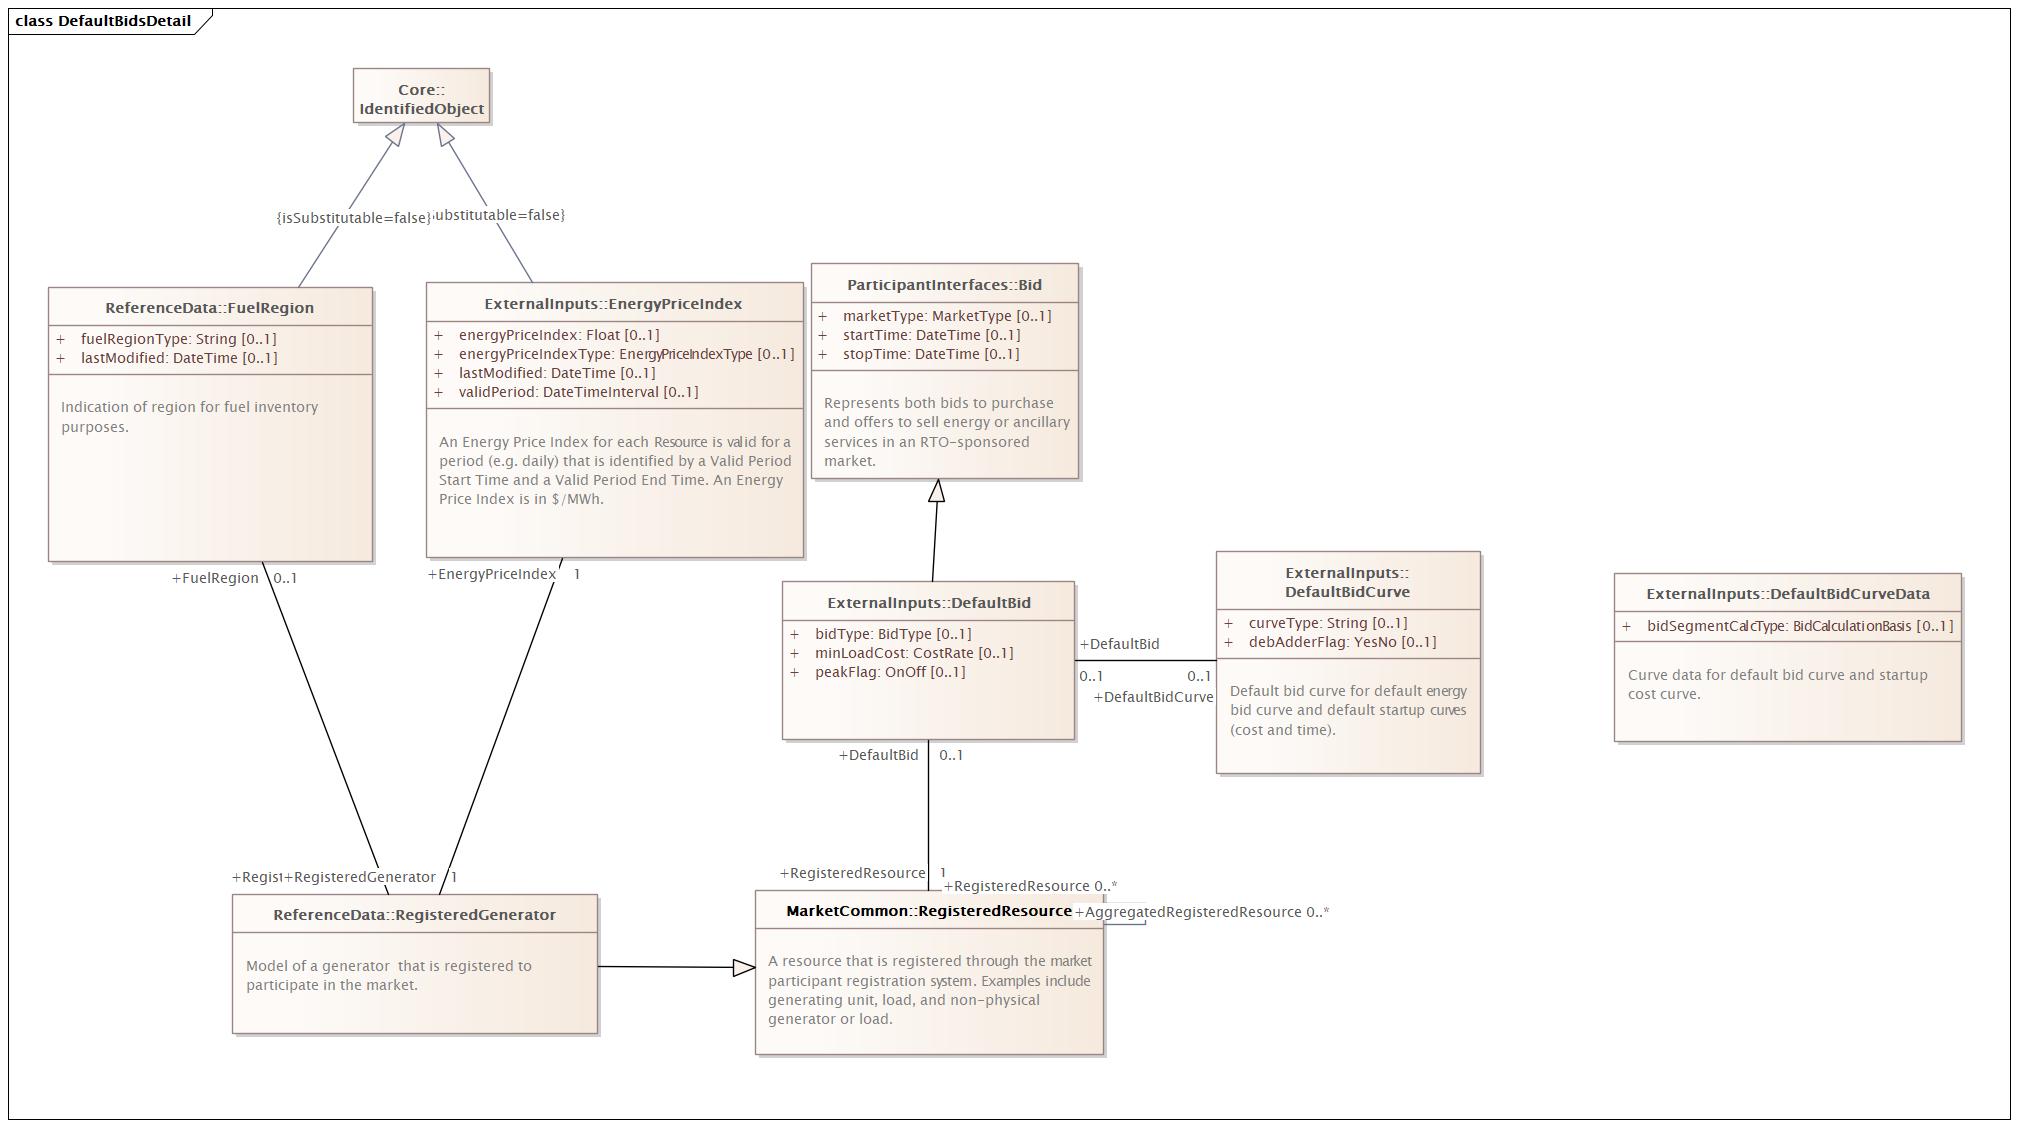 class DefaultBidsDetail
Core::
IdentifiedObject
{isSubstitutable=false}
ubstitutable=false}
ReferenceData::FuelRegion
+ fuelRegionType: String [0..1]
+ lastModified: DateTime [0..1]
Indication of region for fuel inventory
purposes.
ExternalInputs::EnergyPriceIndex
+ energyPriceIndex: Float [0..1]
+ energyPriceIndexType: EnergyPriceIndexType [0..1]
+ lastModified: DateTime [0..1]
+ validPeriod: DateTimeInterval [0..1]
An Energy Price Index for each Resource is valid for a
period (e.g. daily) that is identified by a Valid Period
Start Time and a Valid Period End Time. An Energy
Price Index is in $/MWh.
ParticipantInterfaces::Bid
+ marketType: MarketType [0..1]
+ startTime: DateTime [0..1]
+ stopTime: DateTime [0..1]
Represents both bids to purchase
and offers to sell energy or ancillary
services in an RTO-sponsored
market.
+FuelRegion 0..1
+EnergyPriceIndex 1
ExternalInputs::DefaultBid
+ bidType: BidType [0..1]
+ minLoadCost: CostRate [0..1]
+ peakFlag: OnOff [0..1]
+DefaultBid
0..1 0..1
+DefaultBidCurve
ExternalInputs::
DefaultBidCurve
+ curveType: String [0..1]
+ debAdderFlag: YesNo [0..1]
Default bid curve for default energy
bid curve and default startup curves
(cost and time).
ExternalInputs::DefaultBidCurveData
+ bidSegmentCalcType: BidCalculationBasis [0..1]
Curve data for default bid curve and startup
cost curve.
+DefaultBid 0..1
+Regist+RegisteredGenerator 1
+RegisteredResource 1
+RegisteredResource 0..*
+AggregatedRegisteredResource 0..*
ReferenceData::RegisteredGenerator
Model of a generator that is registered to
participate in the market.
MarketCommon::RegisteredResource
A resource that is registered through the market
participant registration system. Examples include
generating unit, load, and non-physical
generator or load.